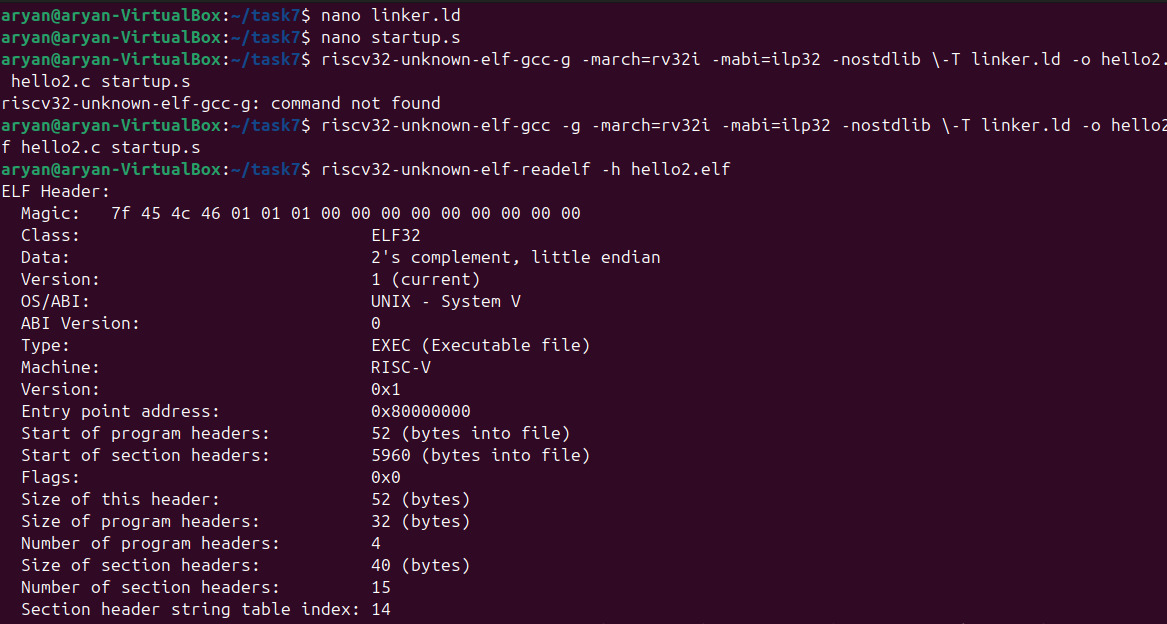 aryan@aryan-VirtualBox:~/task7$ nano linker.ld
aryan@aryan-VirtualBox:~/task7$ nano startup.s
aryan@aryan-VirtualBox:~/task7$ riscv32-unknown-elf-gcc-g -march=rv32i -mabi=ilp32 -nostdlib \-T linker.ld -o hello2.
 hello2.c startup.s
riscv32-unknown-elf-gcc-g: command not found
aryan@aryan-VirtualBox:~/task7$ riscv32-unknown-elf-gcc -g -march=rv32i -mabi=ilp32 -nostdlib \-T linker.ld -o hello2
f hello2.c startup.s
aryan@aryan-VirtualBox:~/task7$ riscv32-unknown-elf-readelf -h hello2.elf
ELF Header:
  Magic:   7f 45 4c 46 01 01 01 00 00 00 00 00 00 00 00 00
  Class:                             ELF32
  Data:                              2's complement, little endian
  Version:                           1 (current)
  OS/ABI:                            UNIX - System V
  ABI Version:                       0
  Type:                              EXEC (Executable file)
  Machine:                           RISC-V
  Version:                           0x1
  Entry point address:               0x80000000
  Start of program headers:          52 (bytes into file)
  Start of section headers:          5960 (bytes into file)
  Flags:                             0x0
  Size of this header:               52 (bytes)
  Size of program headers:           32 (bytes)
  Number of program headers:         4
  Size of section headers:           40 (bytes)
  Number of section headers:         15
  Section header string table index: 14